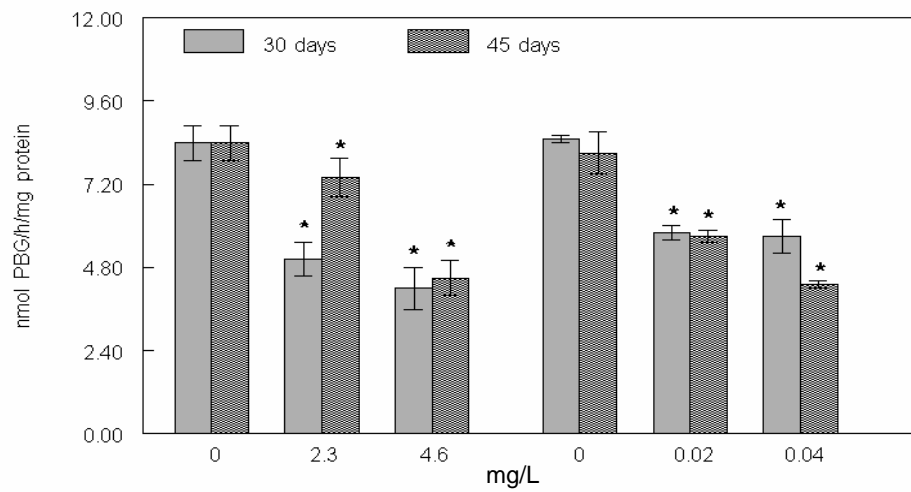 12.00
30 days 45 days
9.60
*
7.20
* * * *
* *
4.80
*
2.40
0.00
0 2.3 4.6 0 0.02 0.04
mg/L
nmol PBG/h/mg protein